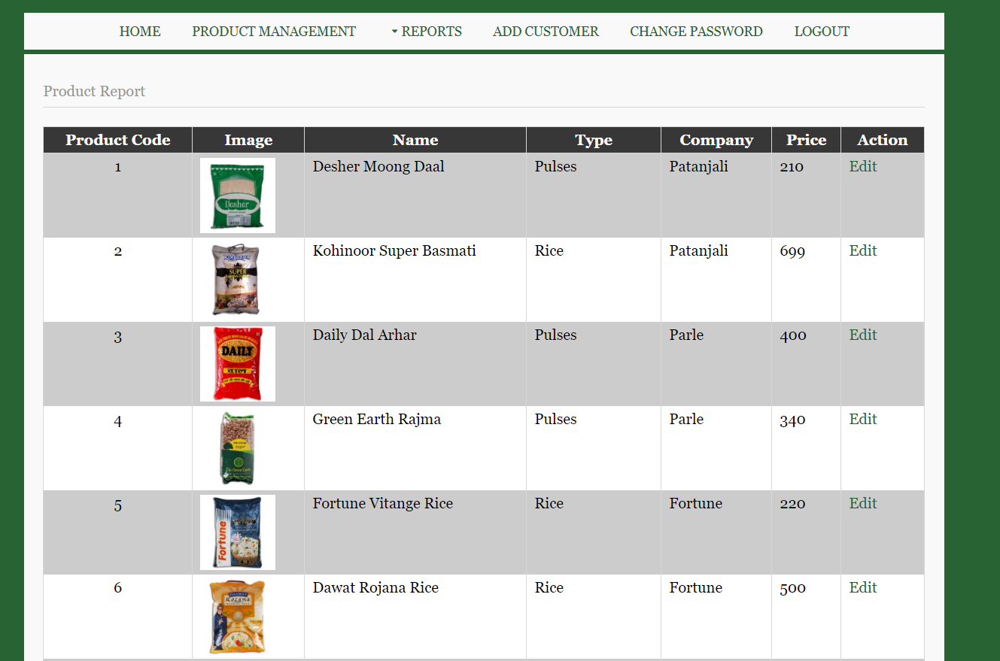 HOME PRODUCT MANAGEMENT REPORTS ADD CUSTOMER CHANGE PASSWORD LOGOUT
Product Report
Product Code Image Name Type Company Price Action
1 Desher Moong Daal Pulses Patanjali 210 Edit
Desher
2 Kohinoor Super Basmati Rice Patanjali 699 Edit
SUPER
3 Daily Dal Arhar Pulses Parle 400 Edit
DAILY
दाल
4 Green Earth Rajma Pulses Parle 340 Edit
The Green Earth
5 Fortune Vitange Rice Rice Fortune 220 Edit
Fortune
6 Dawat Rojana Rice Rice Fortune 500 Edit
DAAWAT
Rozana